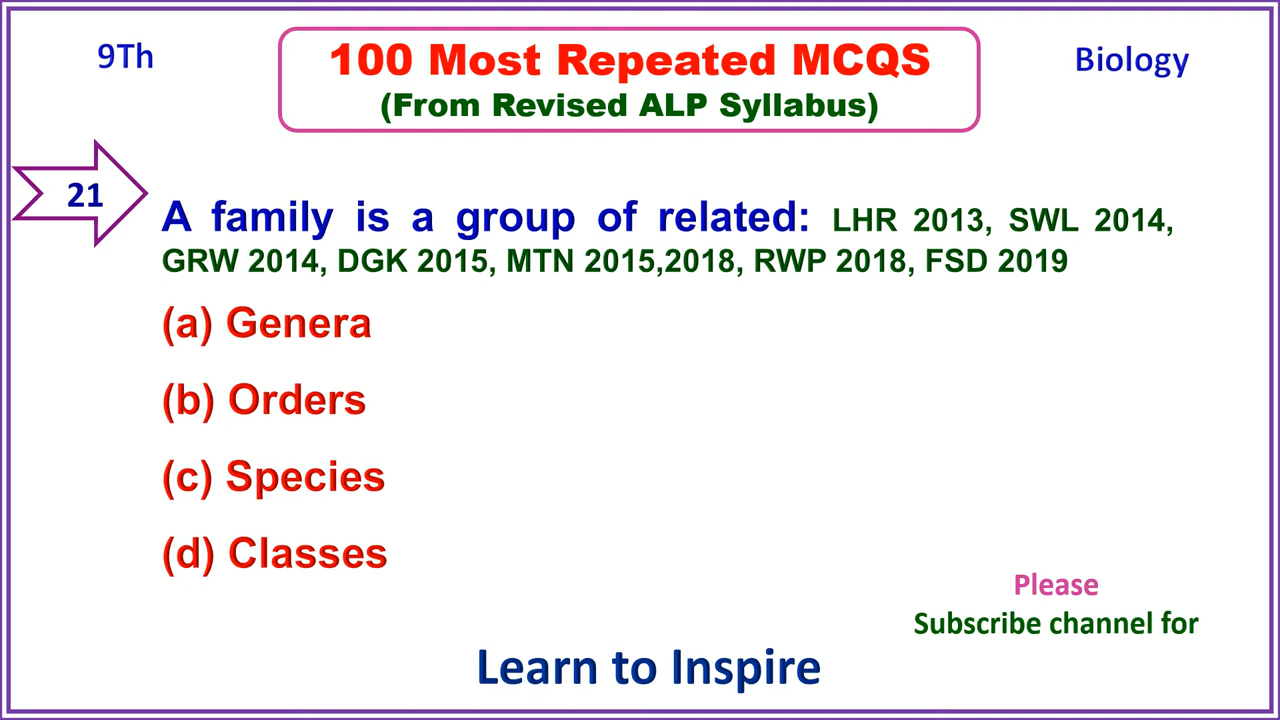 9Th
100 Most Repeated MCQS
Biology
(From Revised ALP Syllabus)
21
A family is a group of related: LHR 2013, SWL 2014,
GRW 2014, DGK 2015, MTN 2015,2018, RWP 2018, FSD 2019
(a) Genera
(b) Orders
(c) Species
(d) Classes
Please
Subscribe channel for
Learn to Inspire